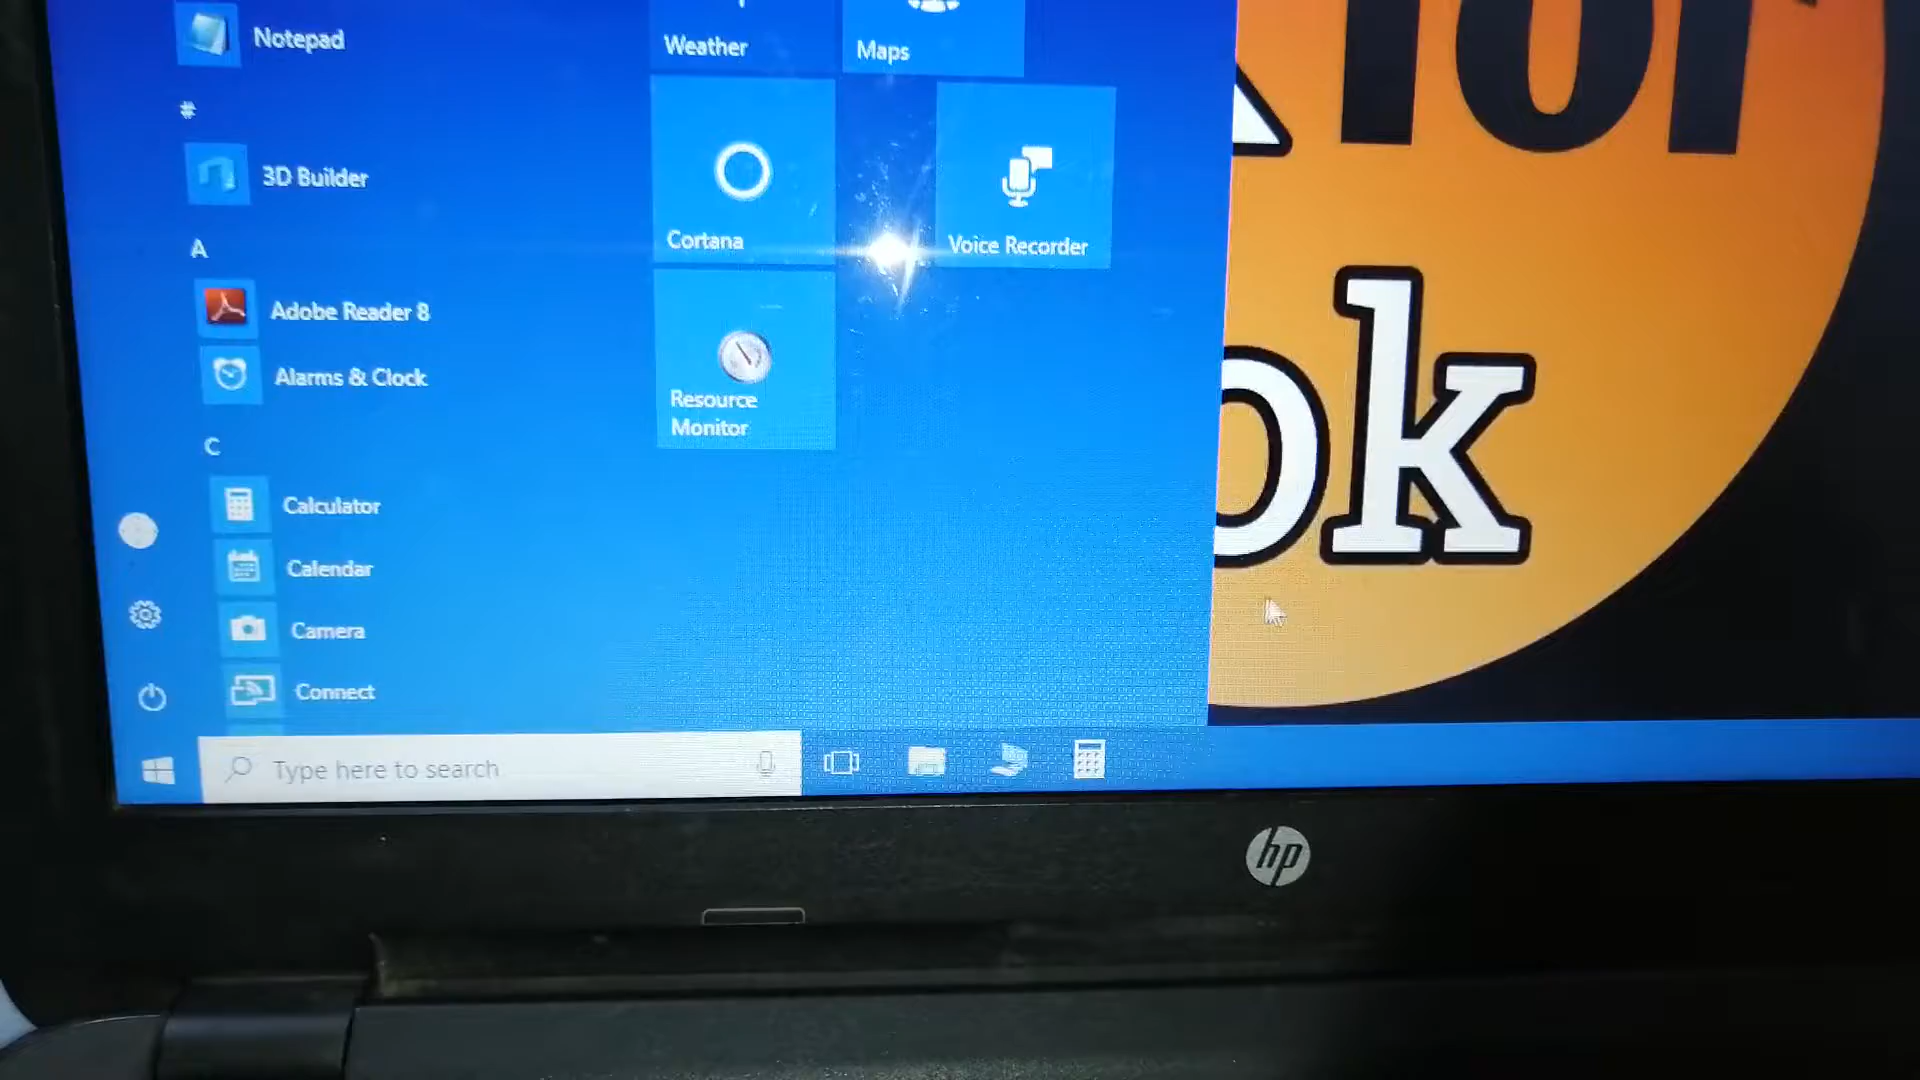 Notepad
#
3D Builder
A
Adobe Reader 8
Alarms & Clock
C
Calculator
Calendar
Camera
Connect
Weather
Maps
Cortana
Voice Recorder
Resource
Monitor
Type here to search
for
ok
hp